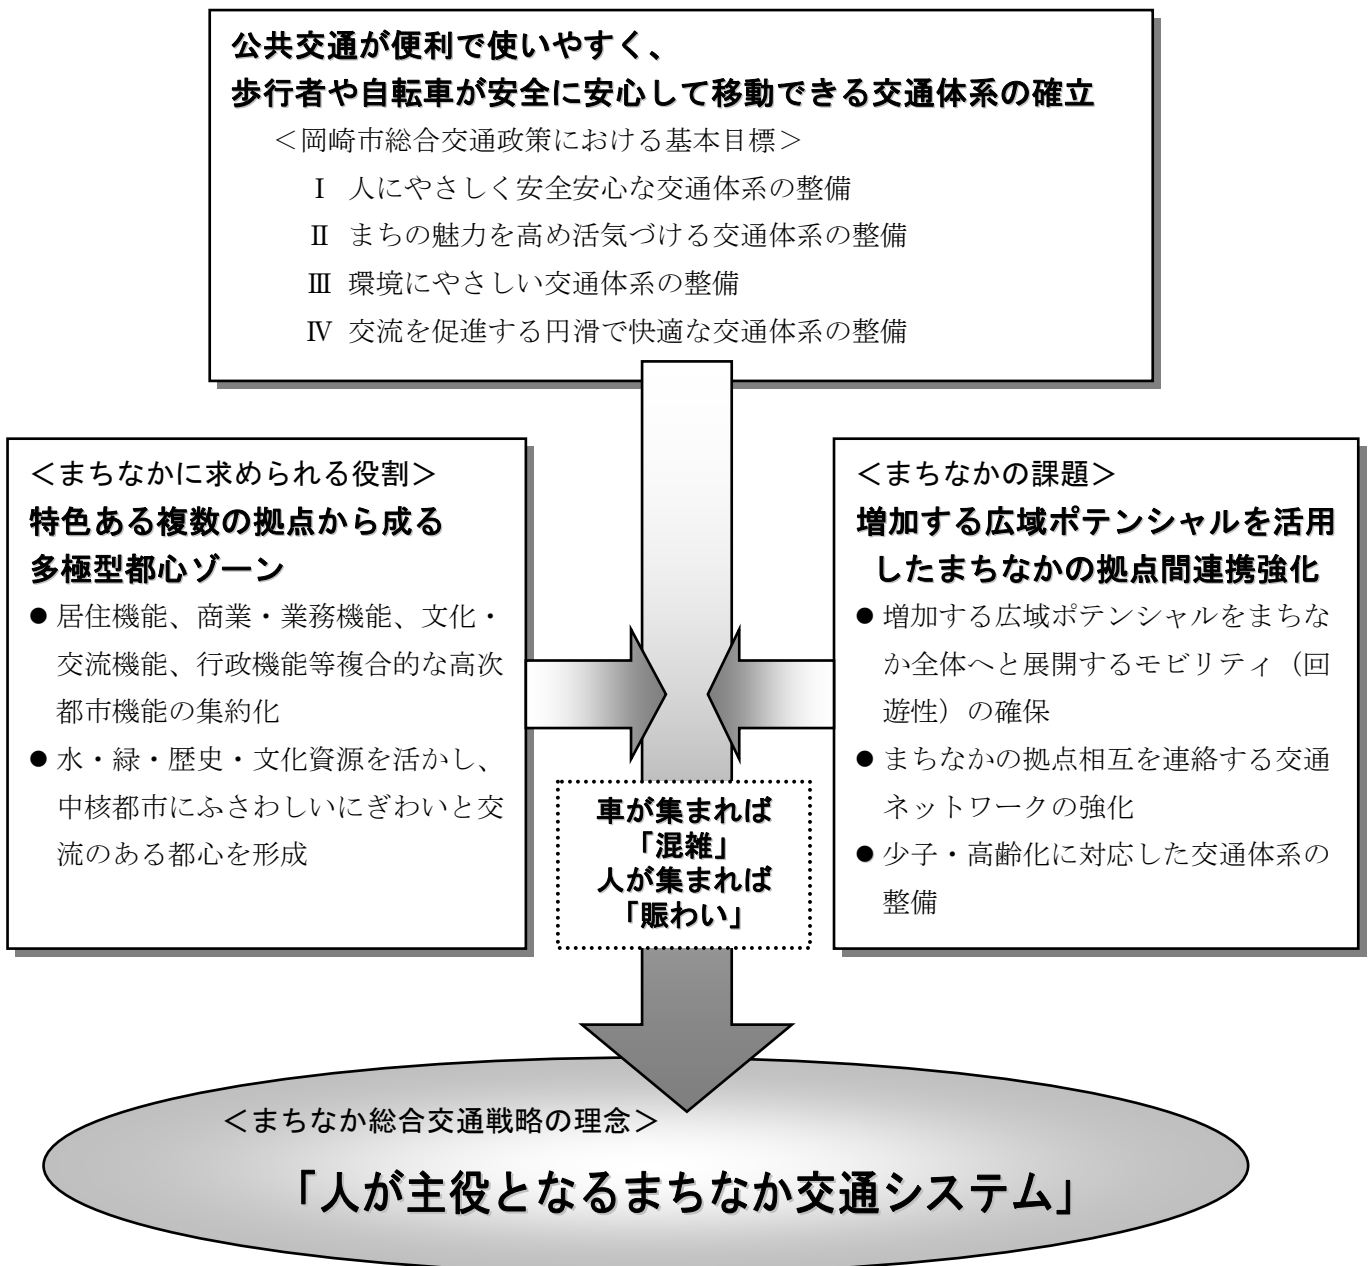 公共交通が便利で使いやすく、
歩行者や自転車が安全に安心して移動できる交通体系の確立
＜岡崎市総合交通政策における基本目標＞
Ⅰ 人にやさしく安全安心な交通体系の整備
Ⅱ まちの魅力を高め活気づける交通体系の整備
Ⅲ 環境にやさしい交通体系の整備
Ⅳ 交流を促進する円滑で快適な交通体系の整備
＜まちなかに求められる役割＞
特色ある複数の拠点から成る
多極型都心ゾーン
●居住機能、商業・業務機能、文化・
交流機能、行政機能等複合的な高次
都市機能の集約化
●水・緑・歴史・文化資源を活かし、
中核都市にふさわしいにぎわいと交
流のある都心を形成
＜まちなかの課題＞
増加する広域ポテンシャルを活用
したまちなかの拠点間連携強化
●増加する広域ポテンシャルをまちな
か全体へと展開するモビリティ（回
遊性）の確保
●まちなかの拠点相互を連絡する交通
ネットワークの強化
●少子・高齢化に対応した交通体系の
整備
車が集まれば
「混雑」
人が集まれば
「賑わい」
＜まちなか総合交通戦略の理念＞
「人が主役となるまちなか交通システム」